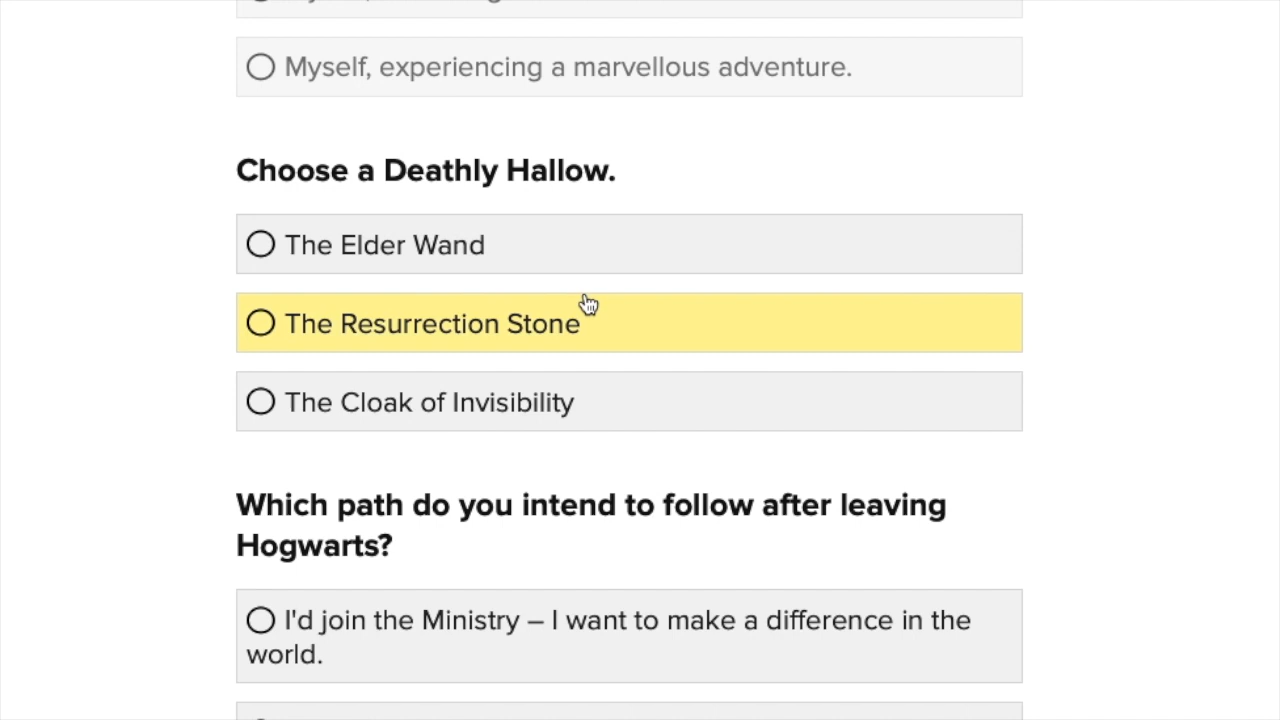 Myself, experiencing a marvellous adventure.
Choose a Deathly Hallow.
The Elder Wand
The Resurrection Stone
The Cloak of Invisibility
Which path do you intend to follow after leaving
Hogwarts?
I'd join the Ministry – I want to make a difference in the
world.